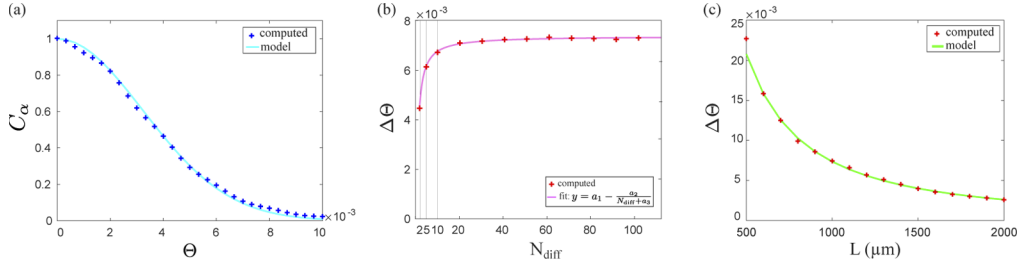 (a)
computed
model
1
0.8
0.6
0.4
0.2
0
Cα
0 2 4 6 8 10
×10⁻³
Θ
(b)
×10⁻³
8
6
4
2
0
ΔΘ
computed
fit: y = a₁ − a₂/(N_diff+a₃)
2 5 10 20 40 60 80 100
N_diff
(c)
×10⁻³
25
20
15
10
5
0
ΔΘ
computed
model
500 1000 1500 2000
L (µm)